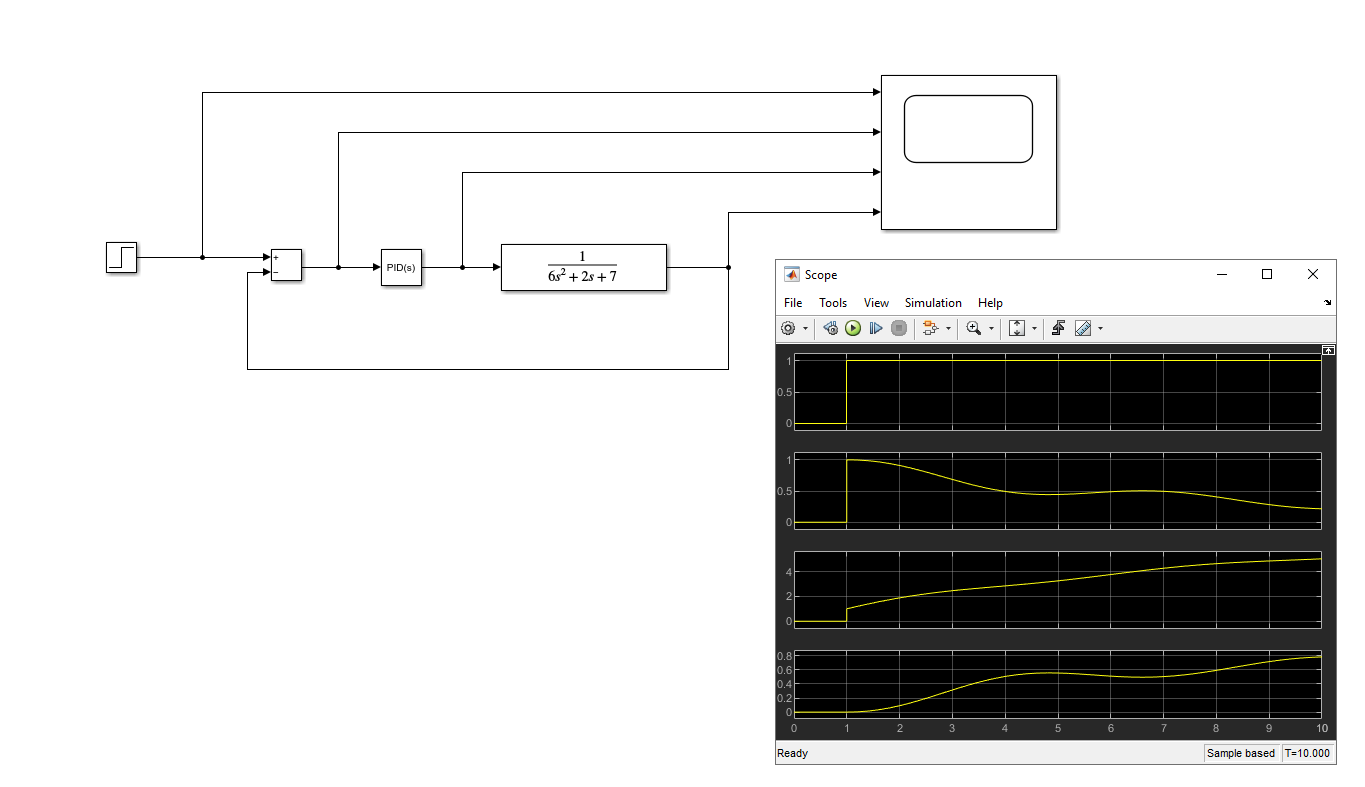 +
−
PID(s)
1
6s² + 2s + 7
Scope
File Tools View Simulation Help
1
0.5
0
1
0.5
0
4
2
0
0.8
0.6
0.4
0.2
0
0 1 2 3 4 5 6 7 8 9 10
Ready Sample based T=10.000